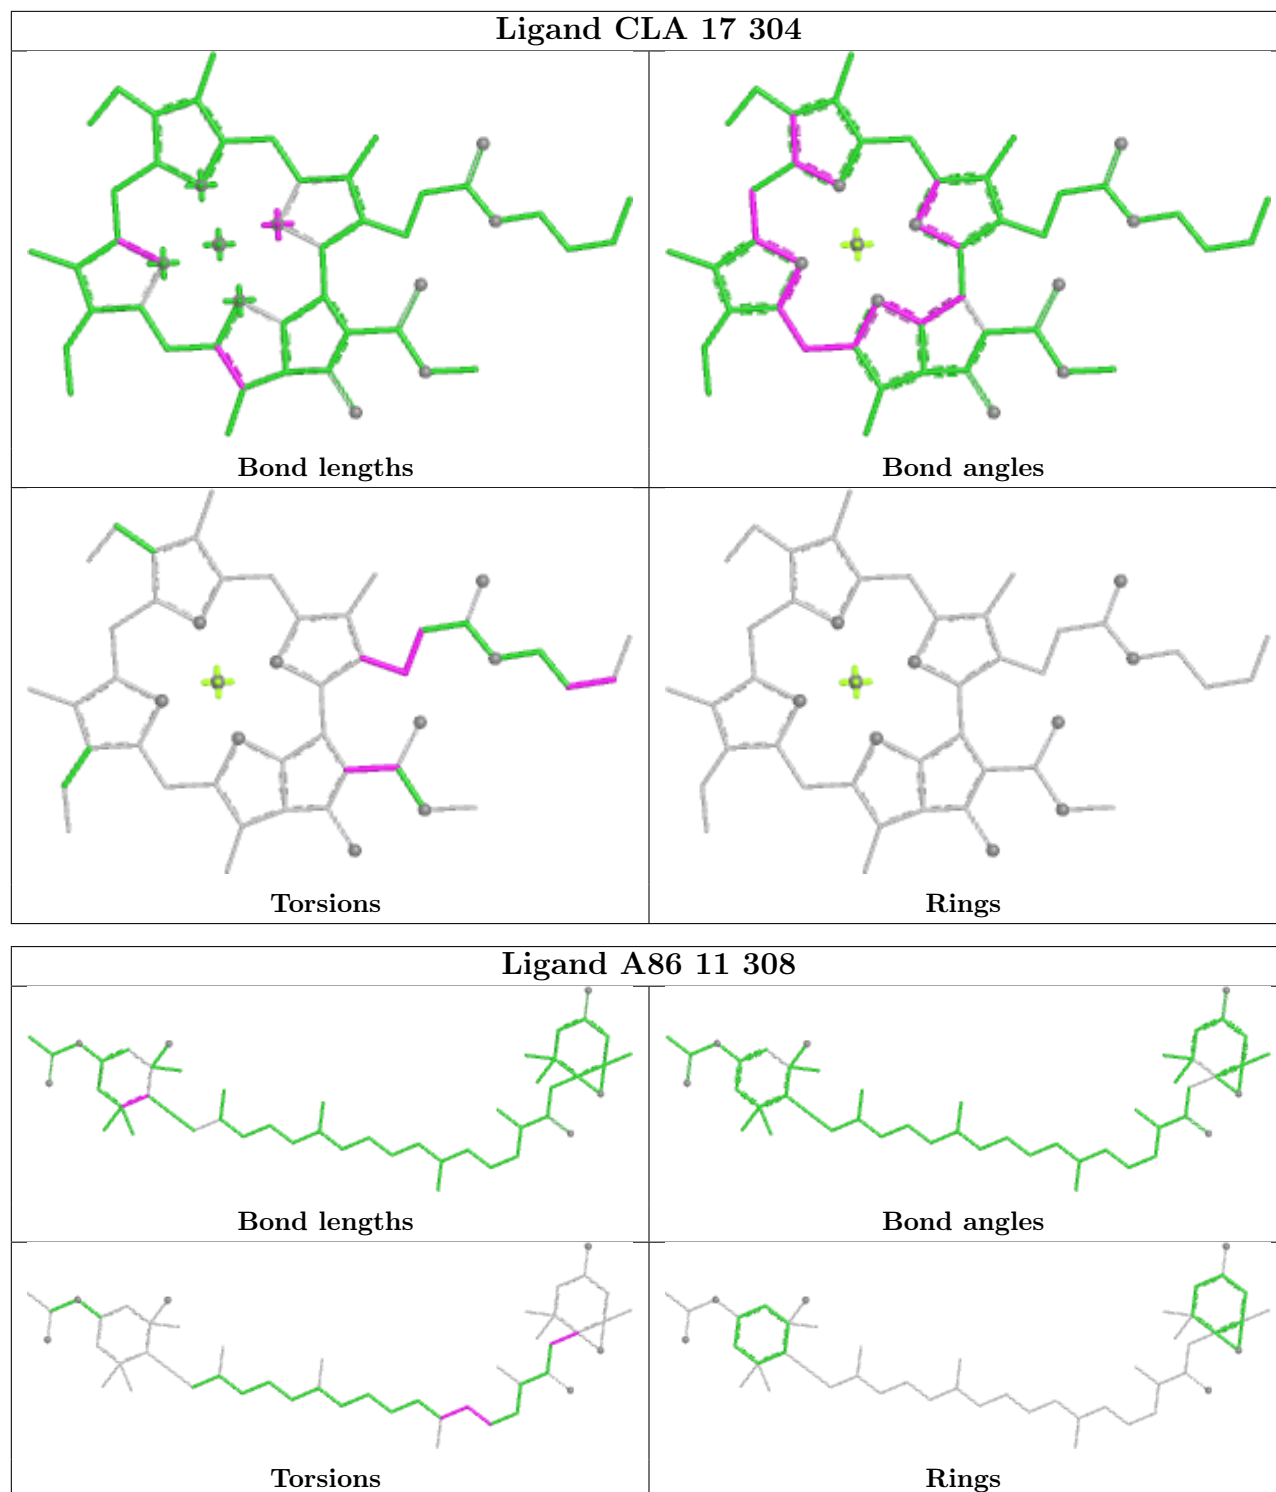 Ligand CLA 17 304
Bond lengths
Bond angles
Torsions
Rings
Ligand A86 11 308
Bond lengths
Bond angles
Torsions
Rings